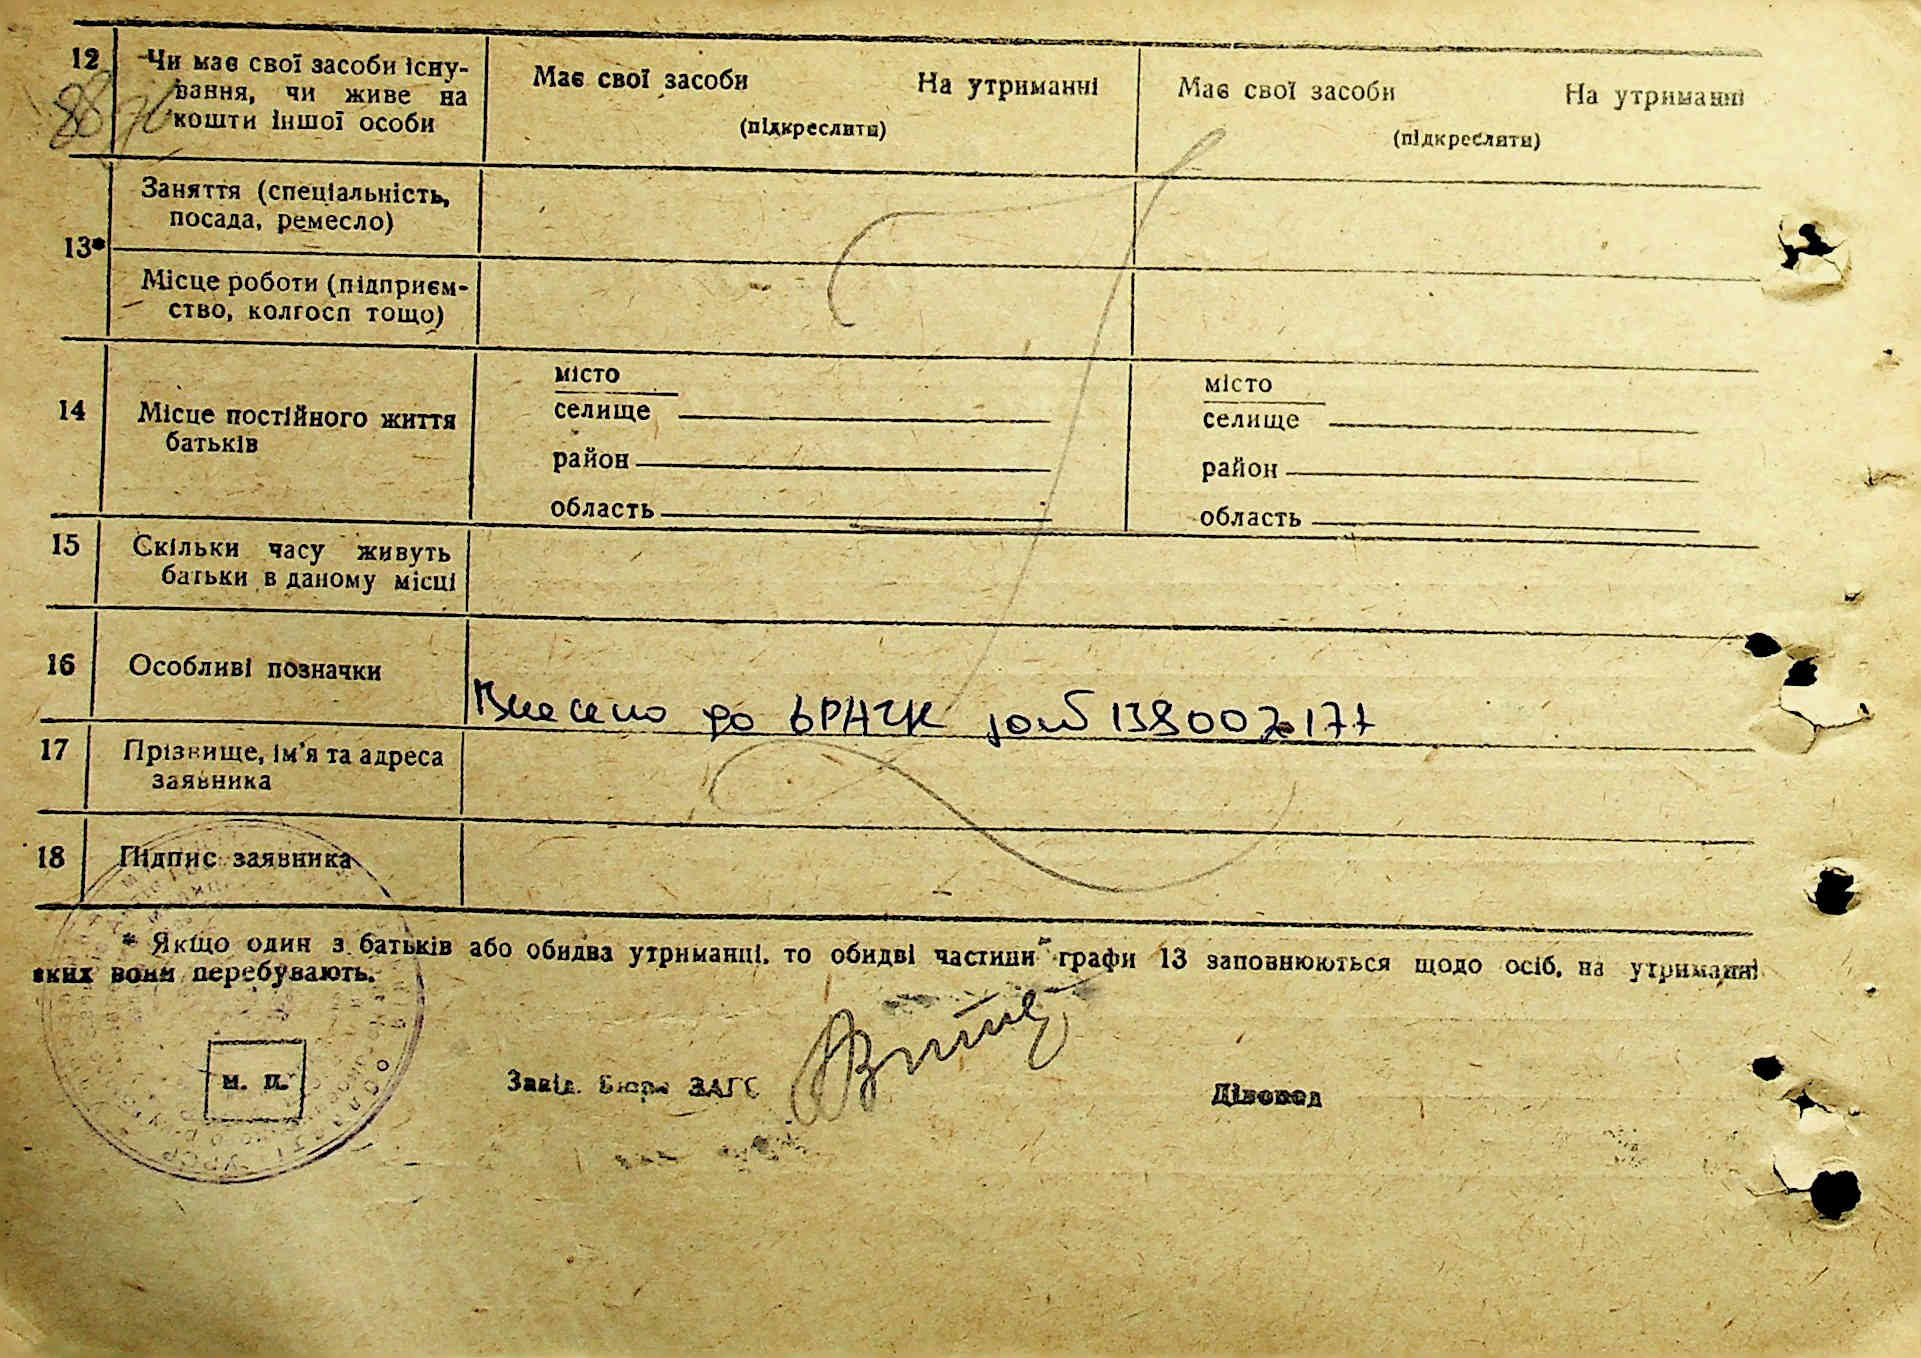 12 Чи має свої засоби існу-
вання, чи живе на
кошти іншої особи
Має свої засоби На утриманні
(підкреслити)
Має свої засоби На утриманні
(підкреслити)
13* Заняття (спеціальність,
посада, ремесло)
Місце роботи (підприєм-
ство, колгосп тощо)
14 Місце постійного життя
батьків
місто
селище
район
область
місто
селище
район
область
15 Скільки часу живуть
батьки в даному місці
16 Особливі позначки
Внесено до
17 Прізвище, ім'я та адреса
заявника
18 Підпис заявника
* Якщо один з батьків або обидва утриманці, то обидві частини графи 13 заповнюються щодо осіб, на утриманні
яких вони перебувають.
м. п.
Завід. Бюро ЗАГС
Діловод